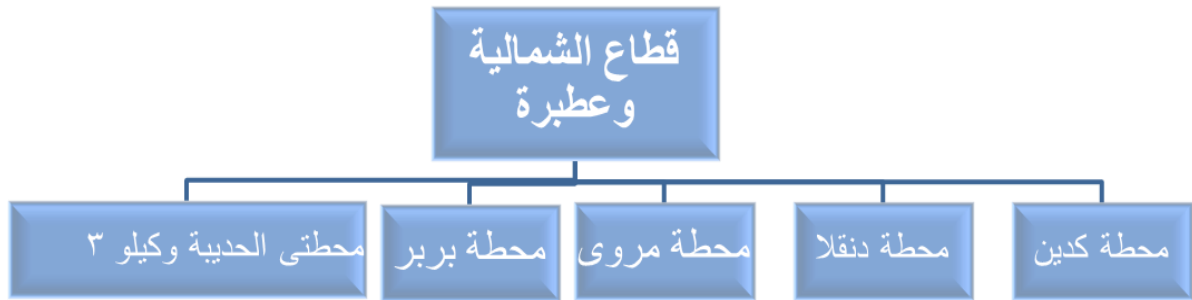 قطاع الشمالية
وعطبرة
محطة كدين
محطة دنقلا
محطة مروى
محطة بربر
محطتى الحديبة وكيلو ٣